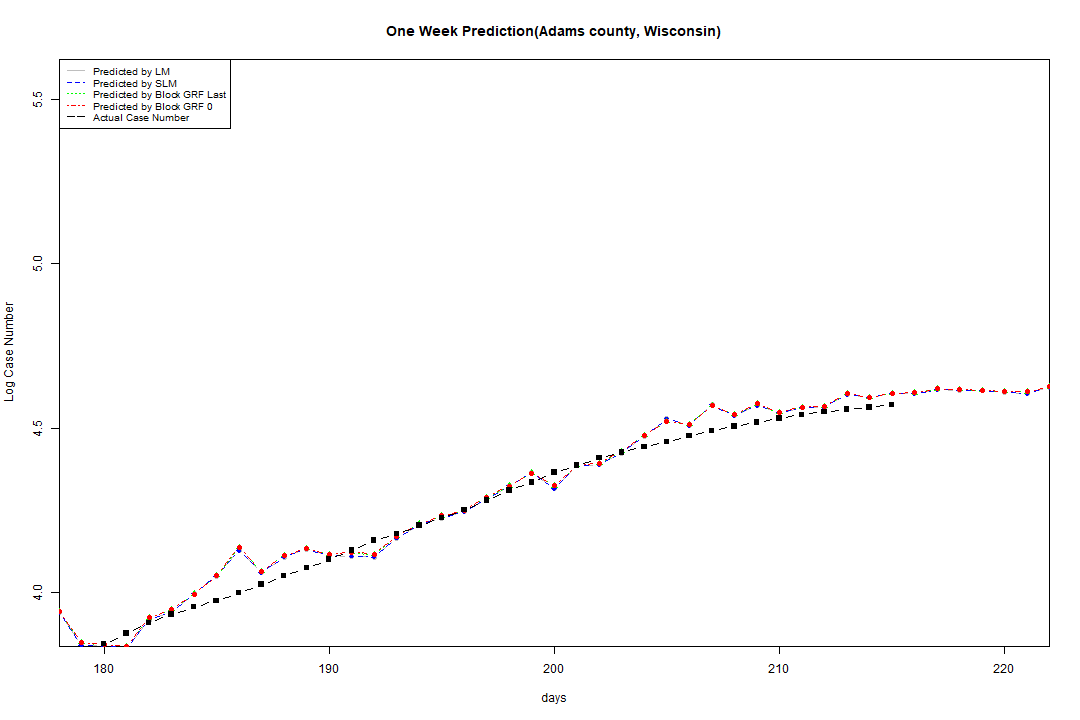 One Week Prediction(Adams county, Wisconsin)
Predicted by LM
Predicted by SLM
Predicted by Block GRF Last
Predicted by Block GRF 0
Actual Case Number
5.5
5.0
4.5
4.0
Log Case Number
180 190 200 210 220
days